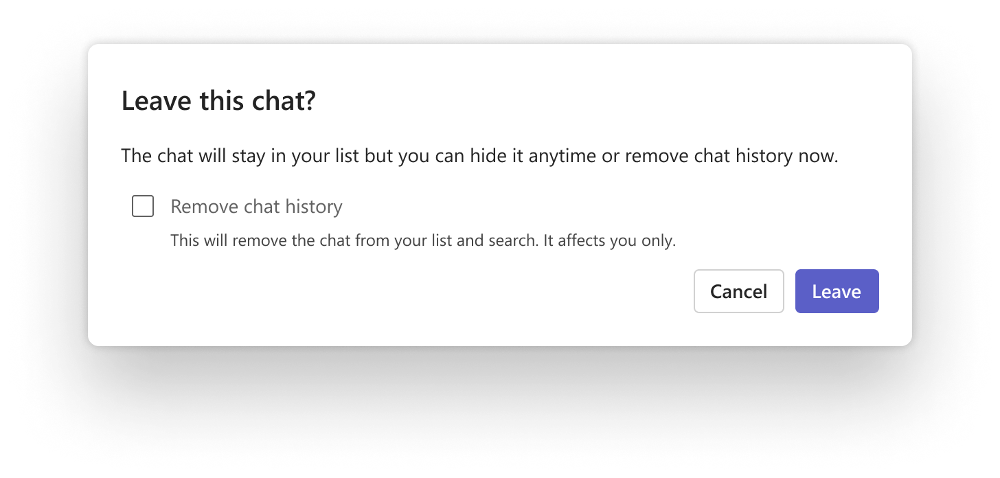 Leave this chat?
The chat will stay in your list but you can hide it anytime or remove chat history now.
Remove chat history
This will remove the chat from your list and search. It affects you only.
Cancel
Leave